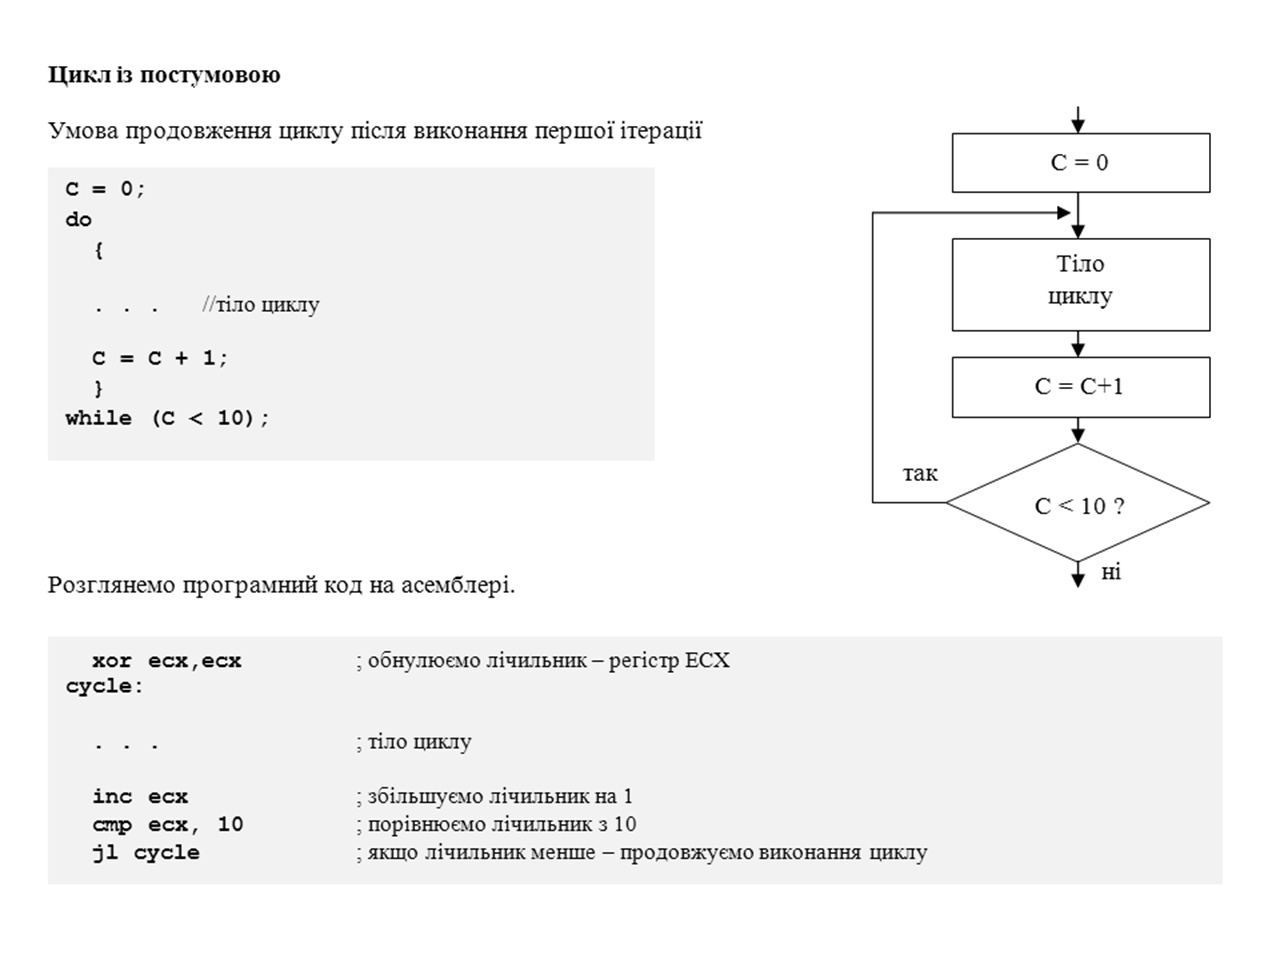 Цикл із постумовою
Умова продовження циклу після виконання першої ітерації
C = 0;
do
{
. . . //тіло циклу
C = C + 1;
}
while (C < 10);
C = 0
Тіло
циклу
C = C+1
так
C < 10 ?
ні
Розглянемо програмний код на асемблері.
xor ecx,ecx ; обнулюємо лічильник – регістр ECX
cycle:
. . . ; тіло циклу
inc ecx ; збільшуємо лічильник на 1
cmp ecx, 10 ; порівнюємо лічильник з 10
jl cycle ; якщо лічильник менше – продовжуємо виконання циклу